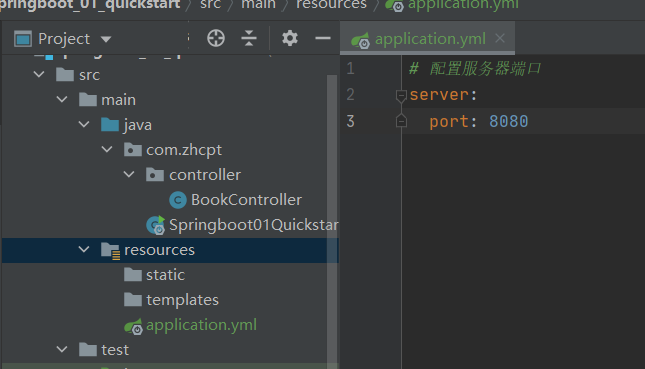 pringboot_01_quickstart src main resources application.yml
Project
application.yml
src
main
java
com.zhcpt
controller
BookController
Springboot01Quickstar
resources
static
templates
application.yml
test
1 # 配置服务器端口
2 server:
3 port: 8080